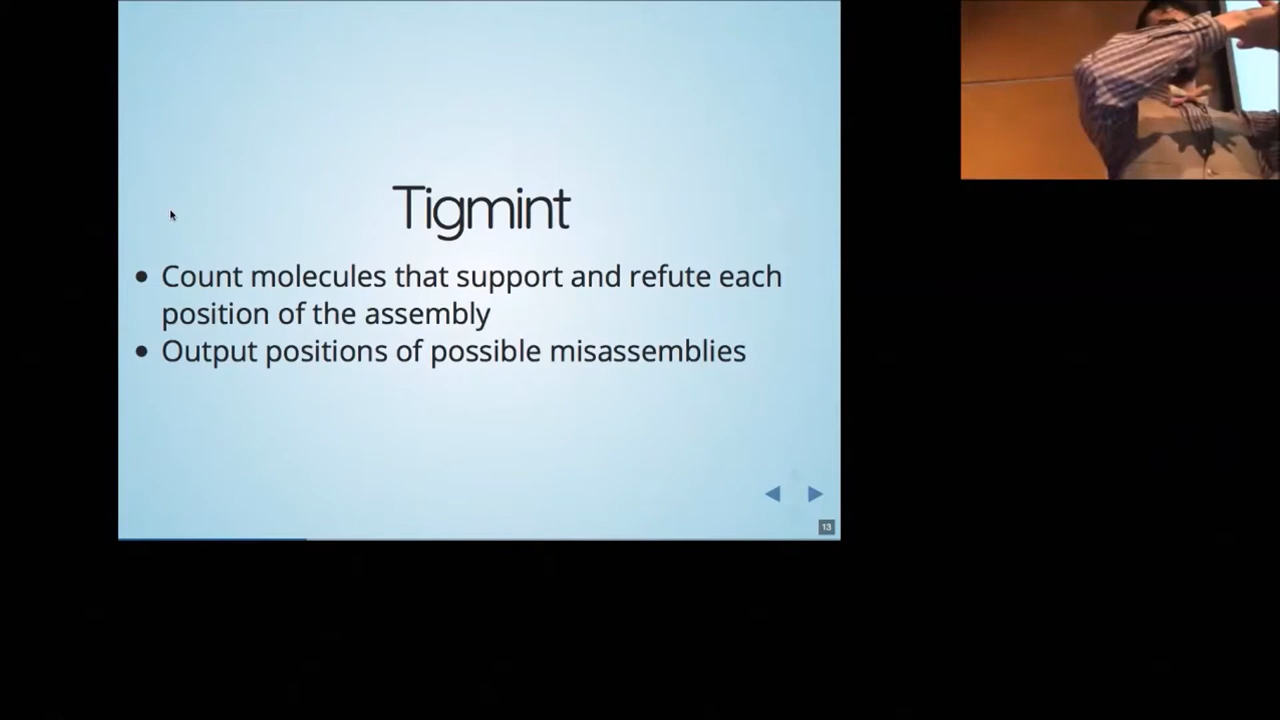 Tigmint
• Count molecules that support and refute each
position of the assembly
• Output positions of possible misassemblies
13